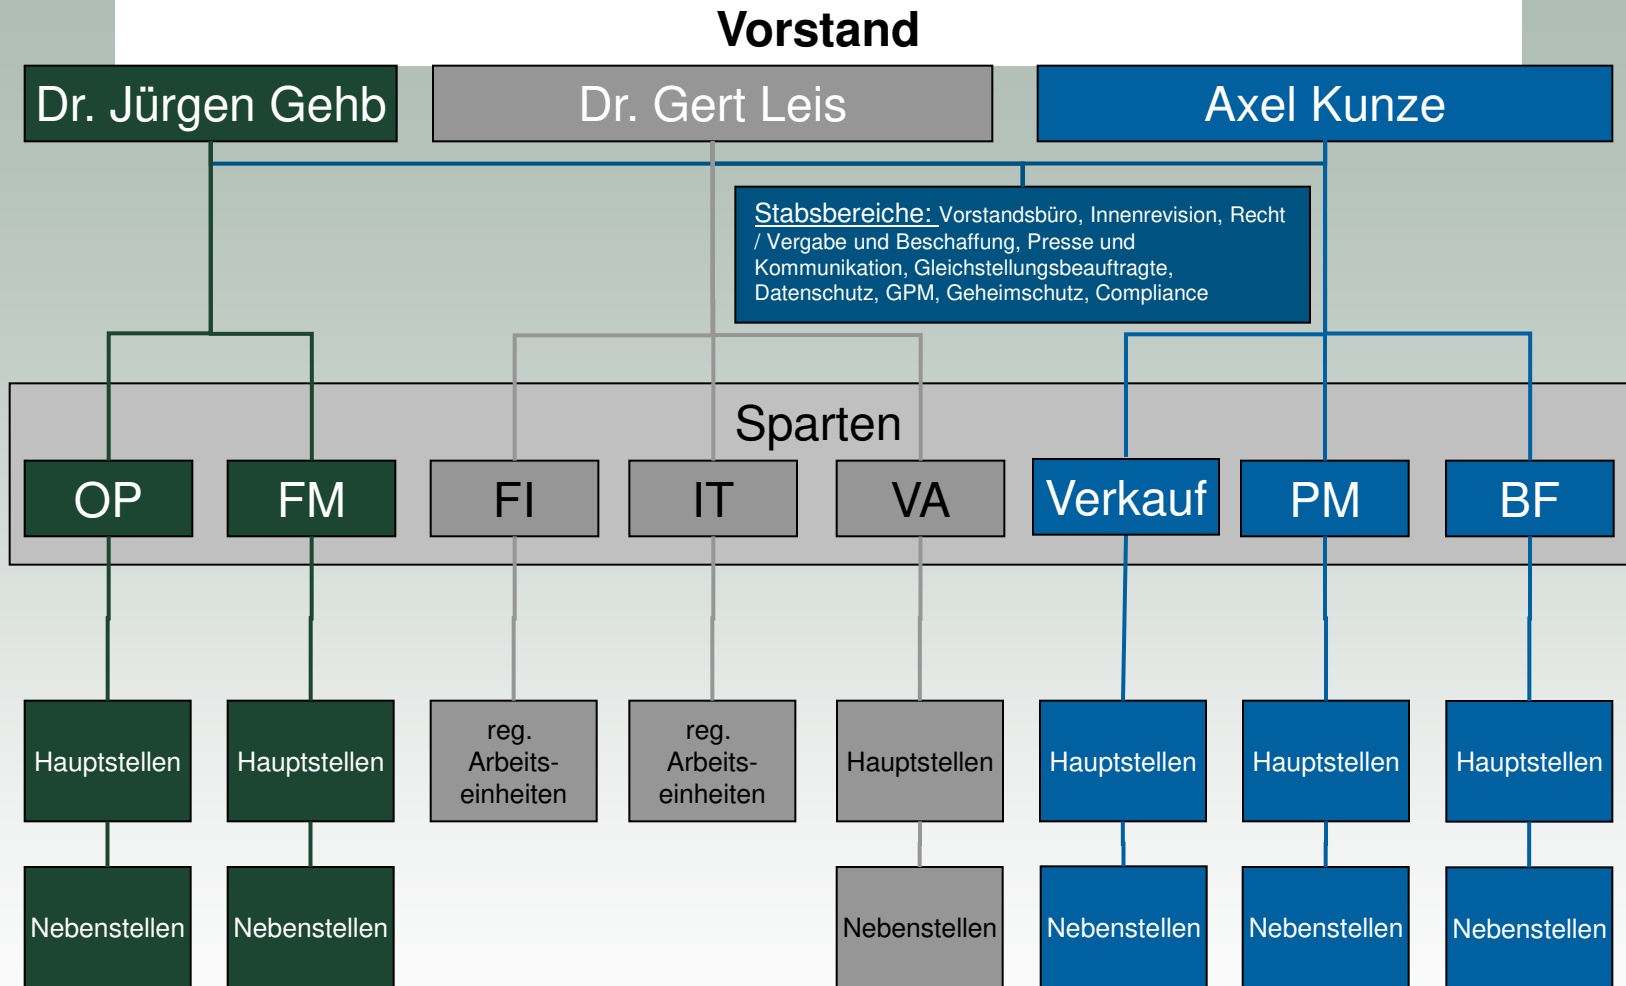 Vorstand
Dr. Jürgen Gehb
Dr. Gert Leis
Axel Kunze
Stabsbereiche: Vorstandsbüro, Innenrevision, Recht
/ Vergabe und Beschaffung, Presse und
Kommunikation, Gleichstellungsbeauftragte,
Datenschutz, GPM, Geheimschutz, Compliance
Sparten
OP
FM
FI
IT
VA
Verkauf
PM
BF
Hauptstellen
Hauptstellen
reg.
Arbeits-
einheiten
reg.
Arbeits-
einheiten
Hauptstellen
Hauptstellen
Hauptstellen
Hauptstellen
Nebenstellen
Nebenstellen
Nebenstellen
Nebenstellen
Nebenstellen
Nebenstellen